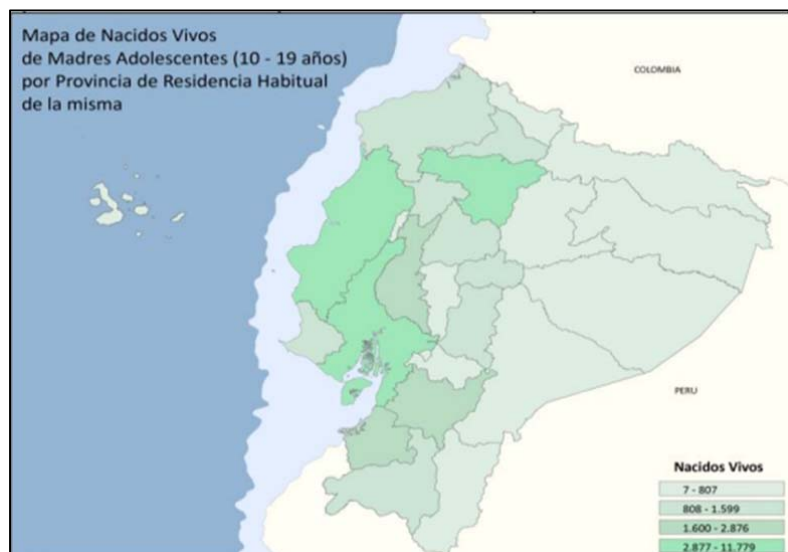 Mapa de Nacidos Vivos
de Madres Adolescentes (10 - 19 años)
por Provincia de Residencia Habitual
de la misma
COLOMBIA
PERU
Nacidos Vivos
7 - 807
808 - 1.599
1.600 - 2.876
2.877 - 11.779